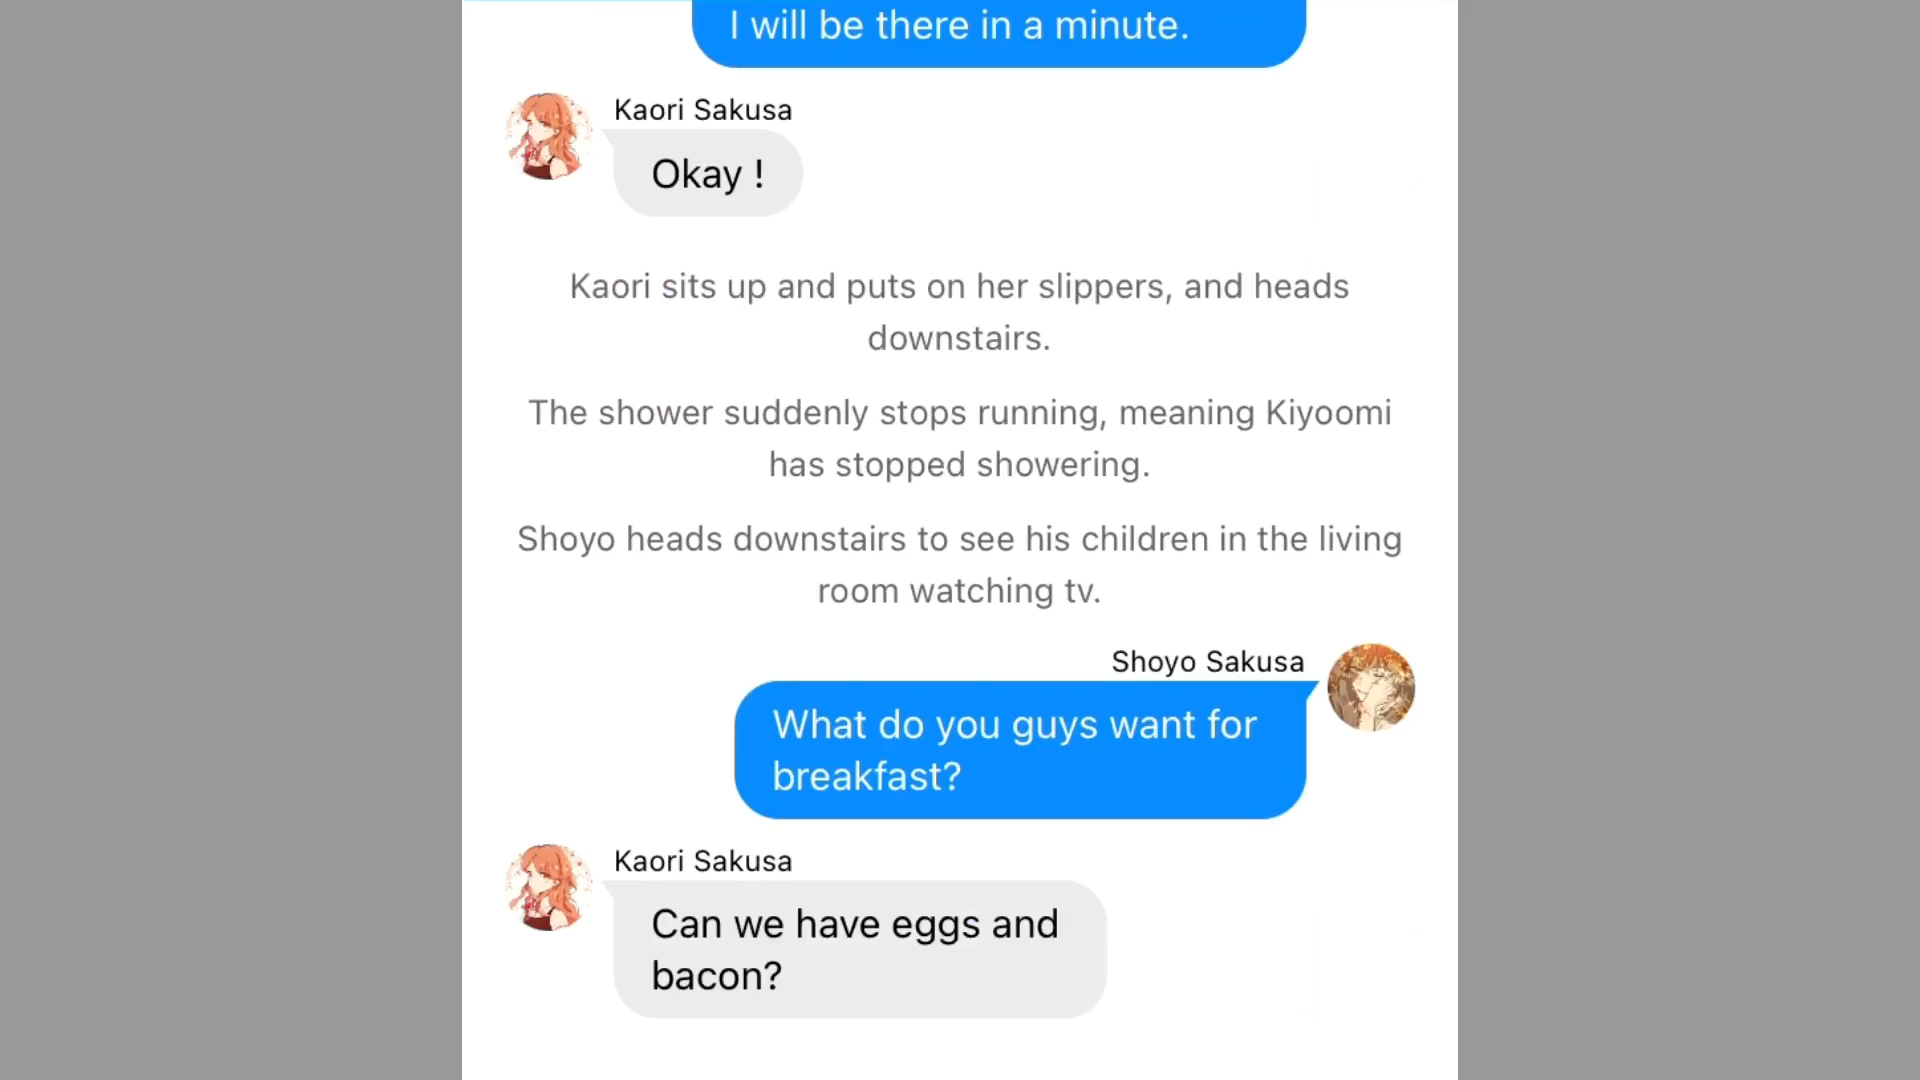 I will be there in a minute.
Kaori Sakusa
Okay !
Kaori sits up and puts on her slippers, and heads
downstairs.
The shower suddenly stops running, meaning Kiyoomi
has stopped showering.
Shoyo heads downstairs to see his children in the living
room watching tv.
Shoyo Sakusa
What do you guys want for
breakfast?
Kaori Sakusa
Can we have eggs and
bacon?